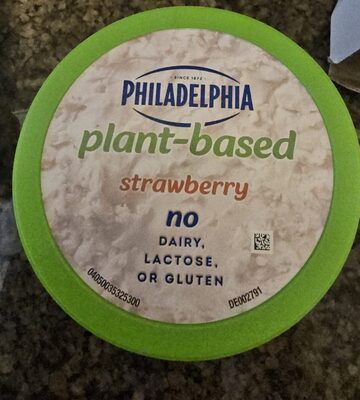 SINCE 1872
PHILADELPHIA
plant-based
strawberry
no
DAIRY,
LACTOSE,
OR GLUTEN
04050035325300
DE002791